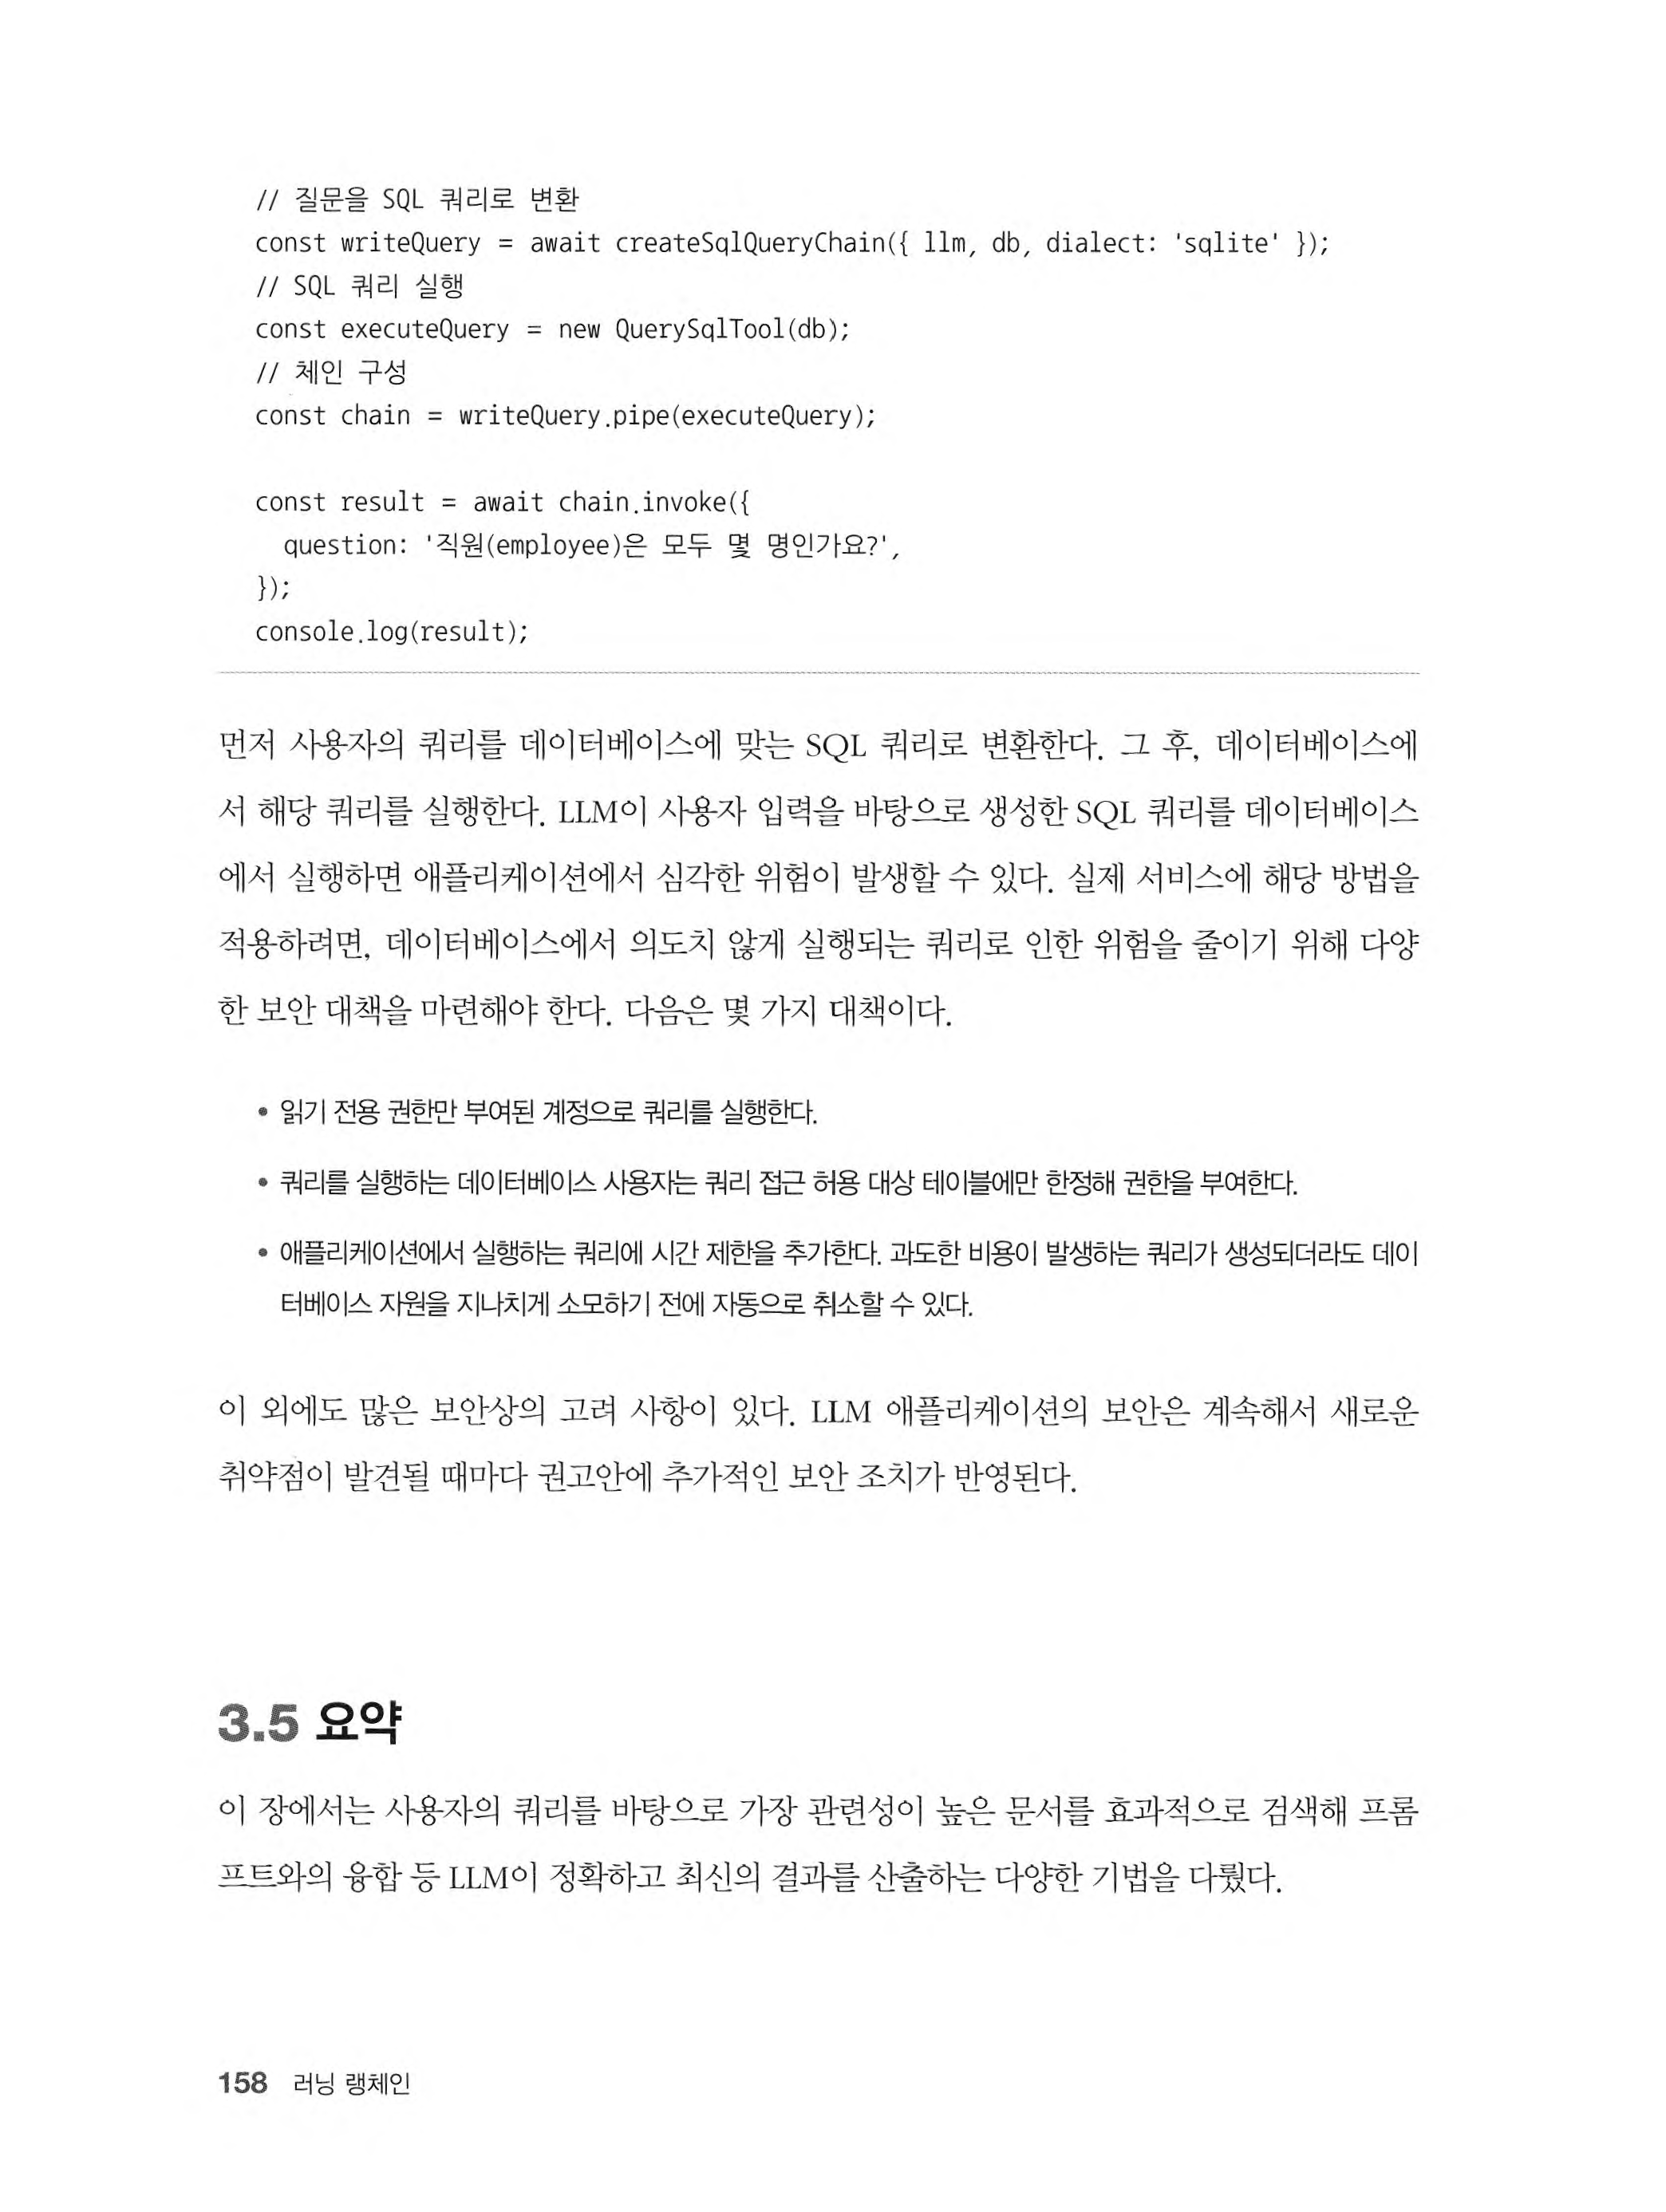 // 질문을 SQL 쿼리로 변환
const writeQuery = await createSqlQueryChain({ llm, db, dialect: 'sqlite' });
// SQL 쿼리 실행
const executeQuery = new QuerySqlTool(db);
// 체인 구성
const chain = writeQuery.pipe(executeQuery);
const result = await chain.invoke({
  question: '직원(employee)은 모두 몇 명인가요?',
});
console.log(result);
먼저 사용자의 쿼리를 데이터베이스에 맞는 SQL 쿼리로 변환한다. 그 후, 데이터베이스에
서 해당 쿼리를 실행한다. LLM이 사용자 입력을 바탕으로 생성한 SQL 쿼리를 데이터베이스
에서 실행하면 애플리케이션에서 심각한 위험이 발생할 수 있다. 실제 서비스에 해당 방법을
적용하려면, 데이터베이스에서 의도치 않게 실행되는 쿼리로 인한 위험을 줄이기 위해 다양
한 보안 대책을 마련해야 한다. 다음은 몇 가지 대책이다.
• 읽기 전용 권한만 부여된 계정으로 쿼리를 실행한다.
• 쿼리를 실행하는 데이터베이스 사용자는 쿼리 접근 허용 대상 테이블에만 한정해 권한을 부여한다.
• 애플리케이션에서 실행하는 쿼리에 시간 제한을 추가한다. 과도한 비용이 발생하는 쿼리가 생성되더라도 데이
터베이스 자원을 지나치게 소모하기 전에 자동으로 취소할 수 있다.
이 외에도 많은 보안상의 고려 사항이 있다. LLM 애플리케이션의 보안은 계속해서 새로운
취약점이 발견될 때마다 권고안에 추가적인 보안 조치가 반영된다.
3.5 요약
이 장에서는 사용자의 쿼리를 바탕으로 가장 관련성이 높은 문서를 효과적으로 검색해 프롬
프트와의 융합 등 LLM이 정확하고 최신의 결과를 산출하는 다양한 기법을 다뤘다.
158 러닝 랭체인